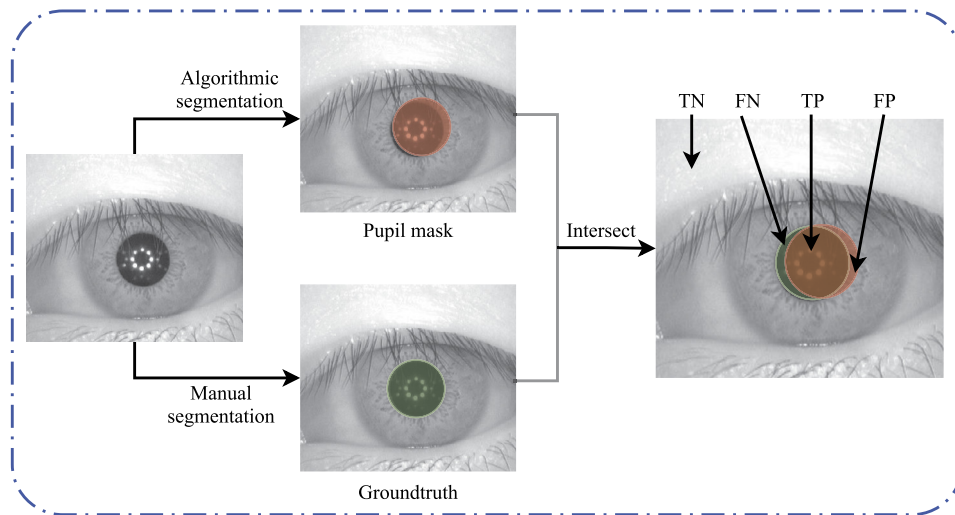 Algorithmic
segmentation
Pupil mask
Manual
segmentation
Groundtruth
Intersect
TN FN TP FP